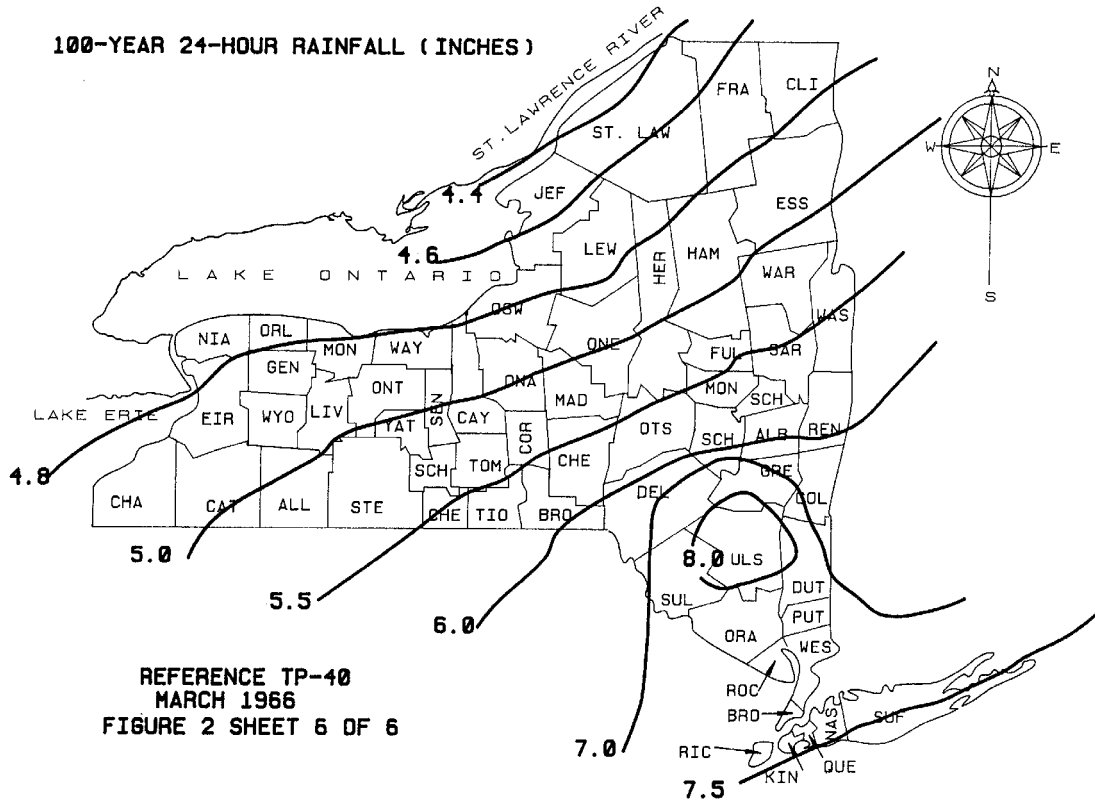 100-YEAR 24-HOUR RAINFALL (INCHES)
ST. LAWRENCE RIVER
N
W
E
S
FRA
CLI
ST. LAW
JEF
4.4
ESS
4.6
LEW
HER
HAM
WAR
LAKE ONTARIO
OSW
WAS
NIA
ORL
MON
WAY
ONE
FUL
SAR
GEN
ONT
ONA
MAD
MON
SCH
LAKE ERIE
EIR
WYO
LIV
YAT
SEN
CAY
COR
OTS
SCH
ALB
REN
4.8
SCH
TOM
CHE
GRE
CHA
CAT
ALL
STE
CHE
TIO
BRO
DEL
COL
5.0
8.0
ULS
5.5
SUL
DUT
6.0
ORA
PUT
WES
REFERENCE TP-40
MARCH 1966
FIGURE 2 SHEET 6 OF 6
ROC
BRO
NAS
SUF
7.0
RIC
KIN
QUE
7.5